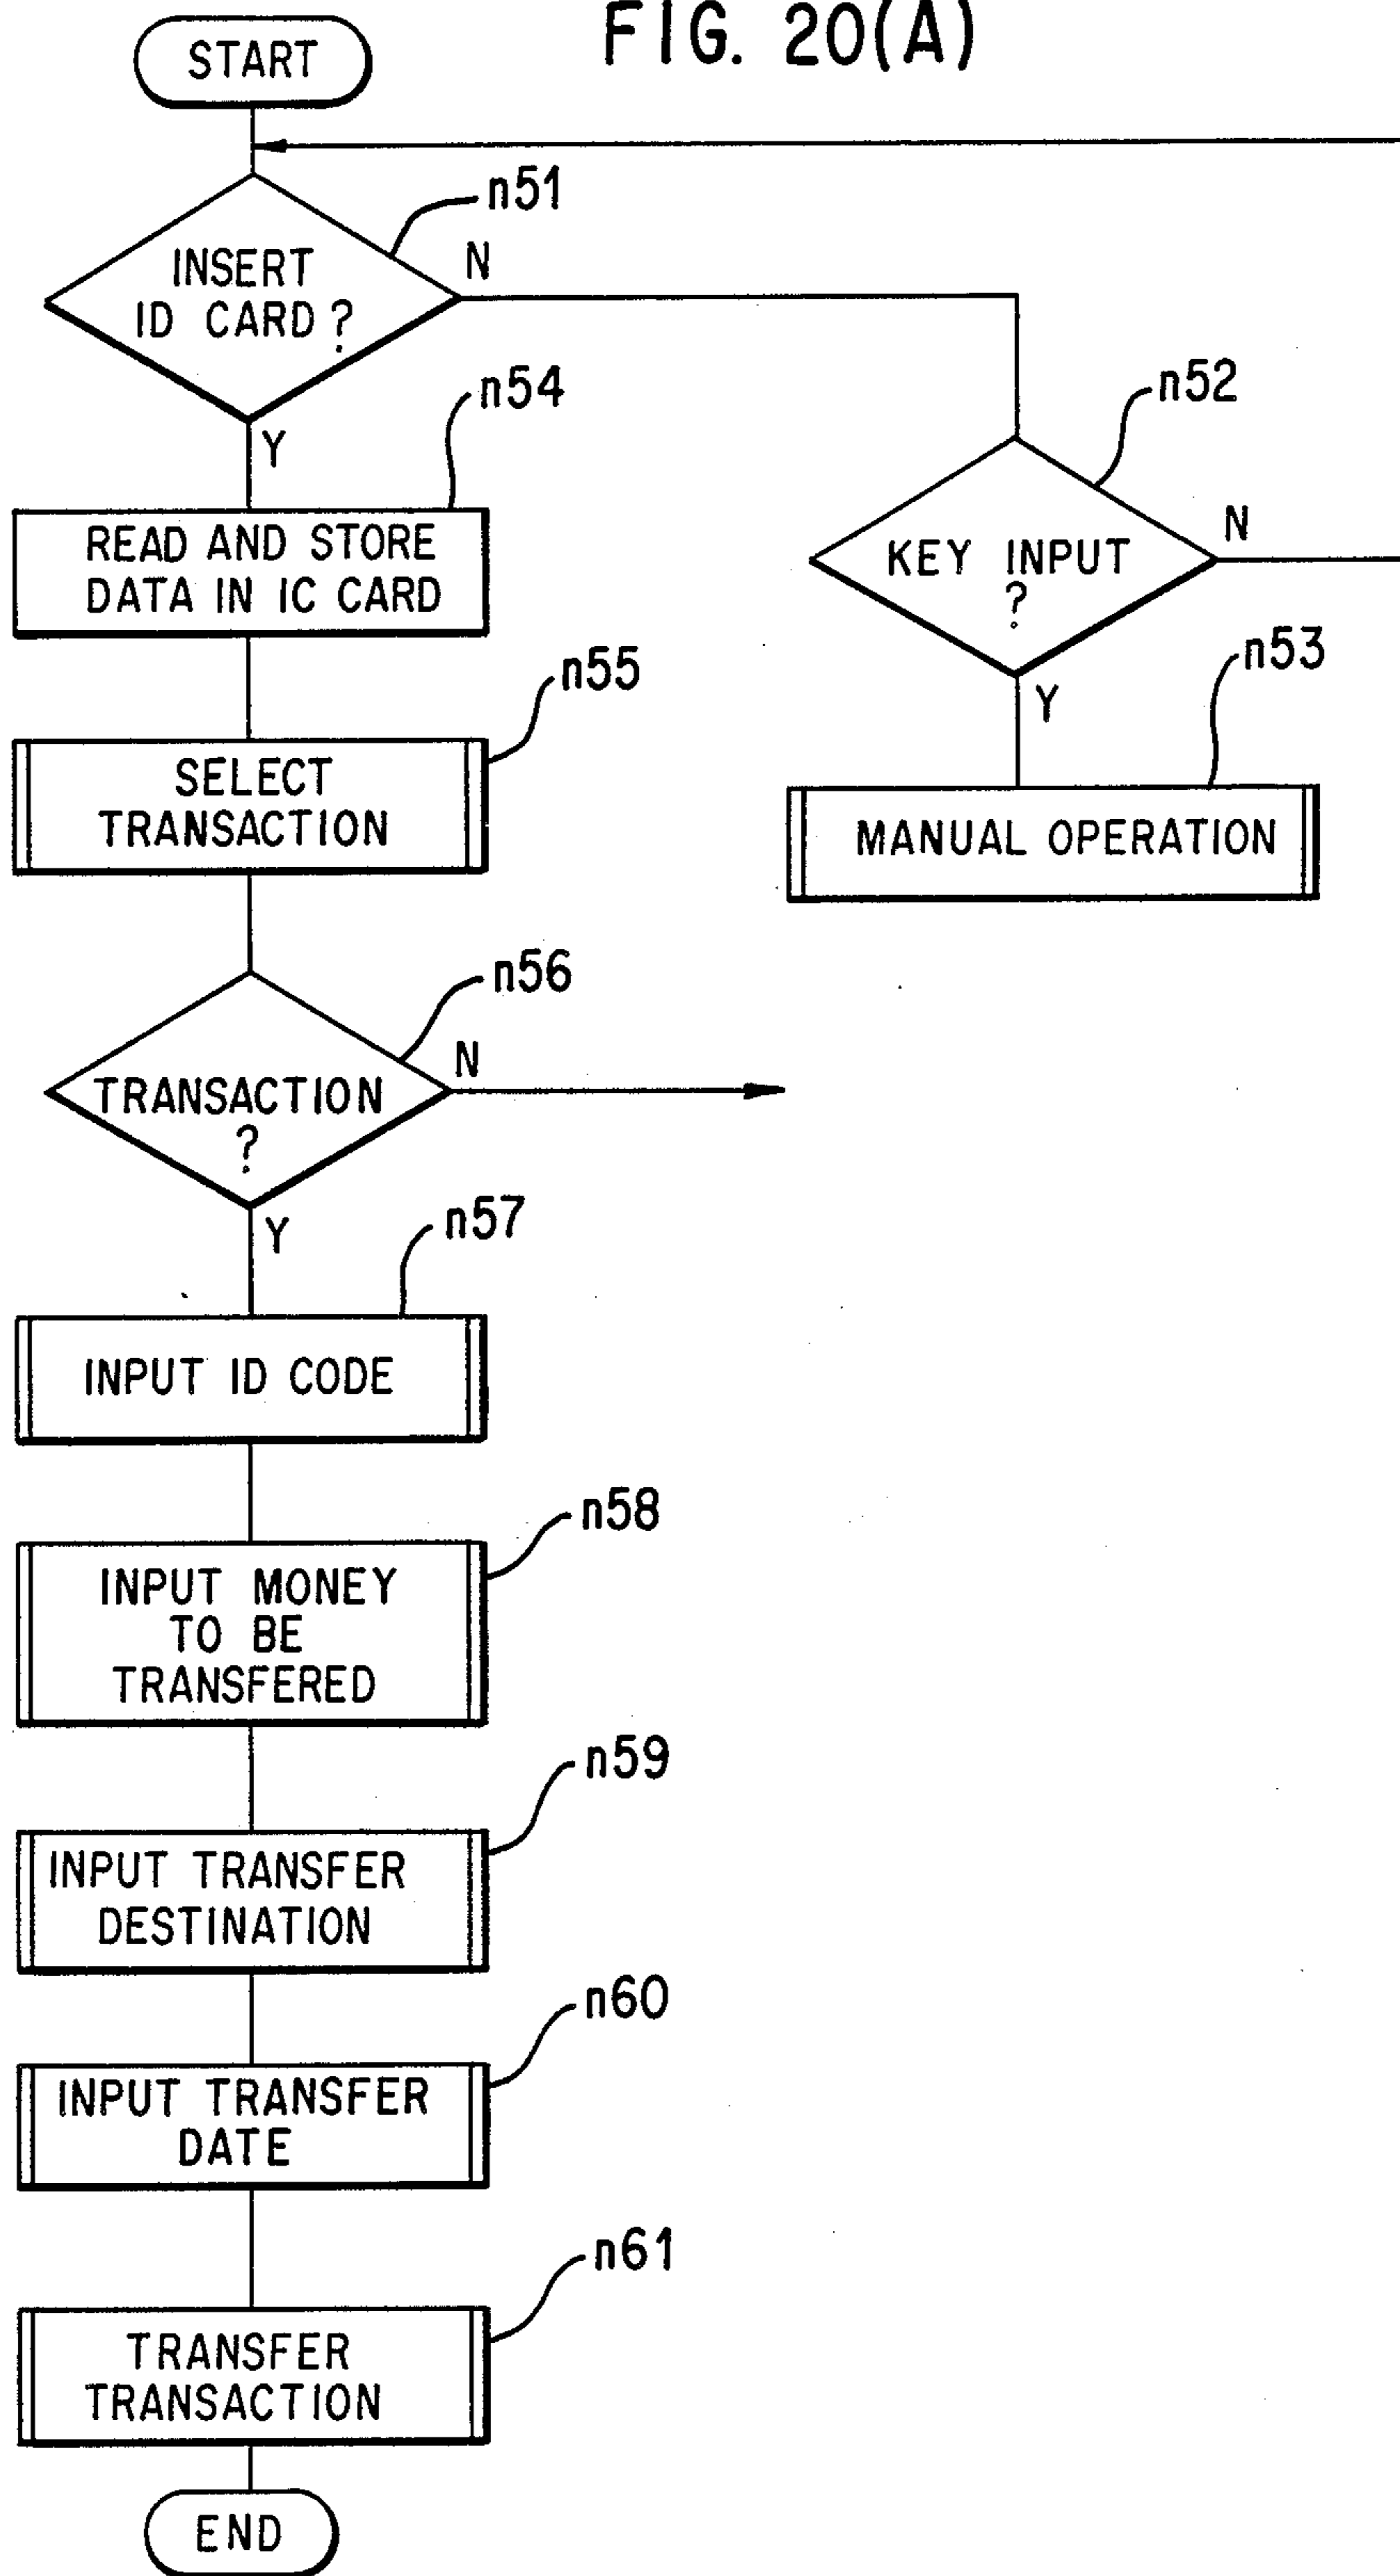 FIG. 20(A)
START
n51
INSERT
ID CARD?
N
Y
n54
READ AND STORE
DATA IN IC CARD
n52
KEY INPUT
?
N
Y
n53
MANUAL OPERATION
n55
SELECT
TRANSACTION
n56
TRANSACTION
?
N
Y
n57
INPUT ID CODE
n58
INPUT MONEY
TO BE
TRANSFERED
n59
INPUT TRANSFER
DESTINATION
n60
INPUT TRANSFER
DATE
n61
TRANSFER
TRANSACTION
END